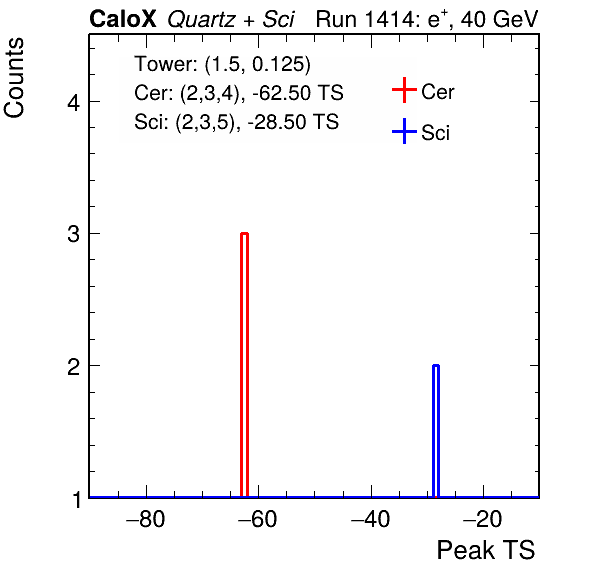 CaloX Quartz + Sci Run 1414: e⁺, 40 GeV
Counts
Tower: (1.5, 0.125)
Cer: (2,3,4), -62.50 TS
Sci: (2,3,5), -28.50 TS
Cer
Sci
4
3
2
1
−80 −60 −40 −20
Peak TS